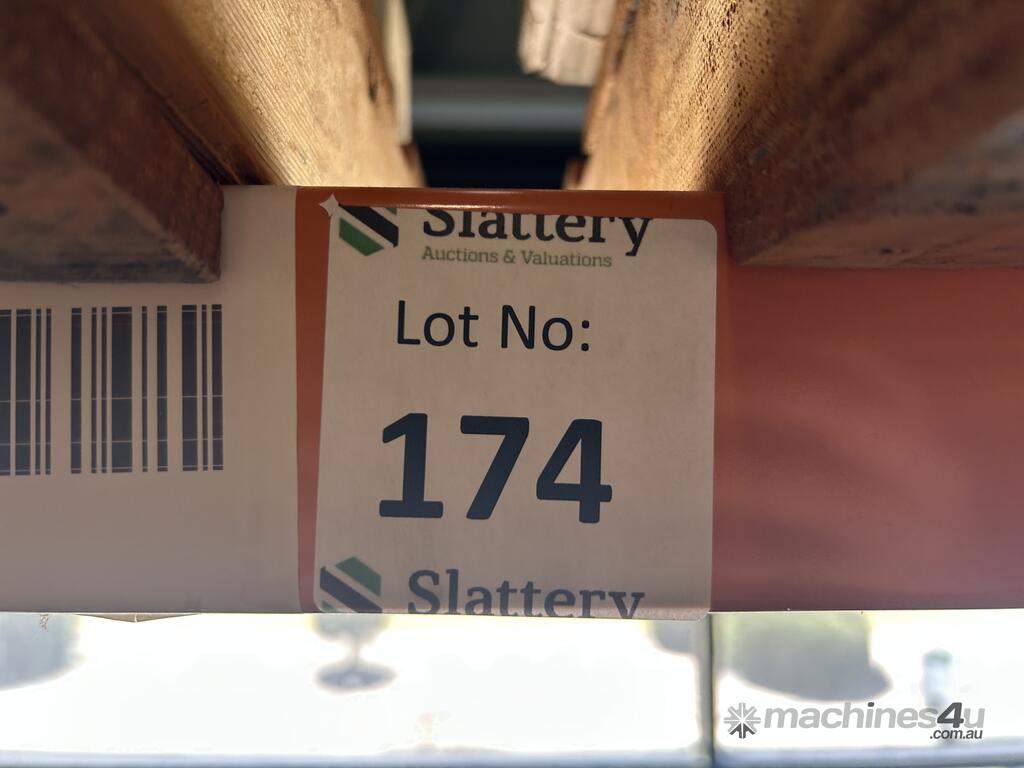 Slattery
Auctions & Valuations
Lot No:
174
Slattery
machines4u
.com.au